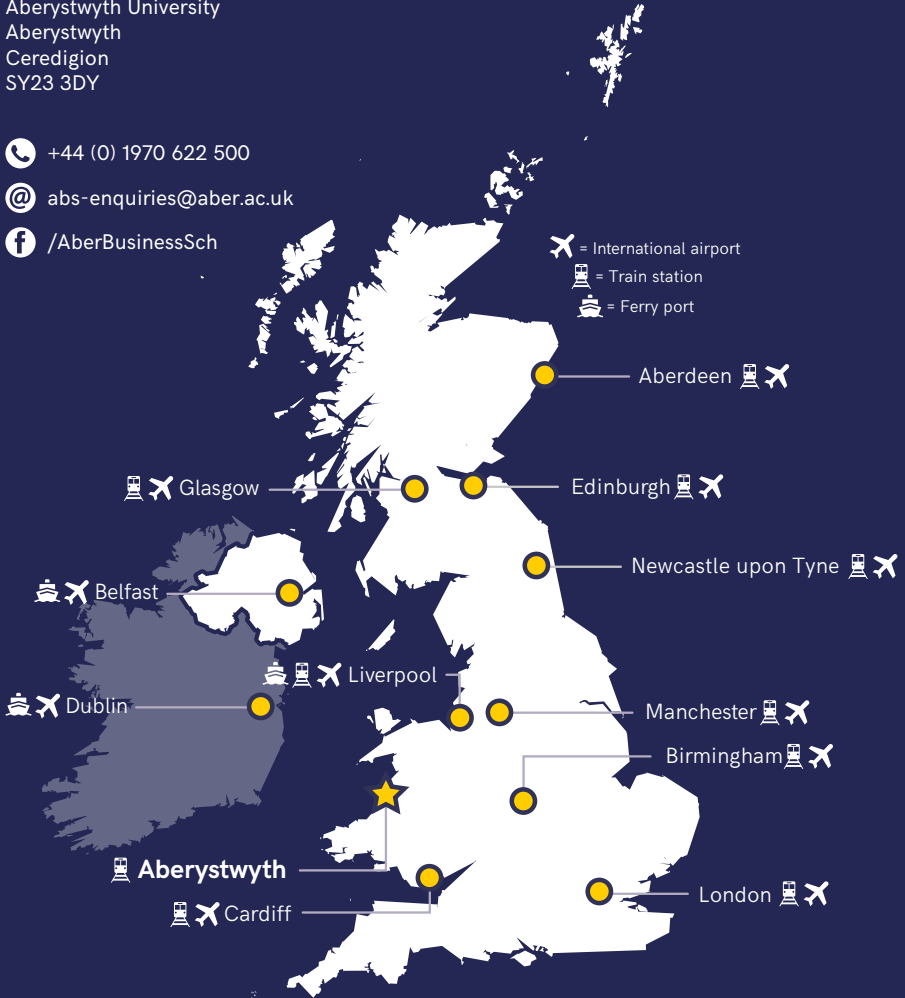 Aberystwyth University
Aberystwyth
Ceredigion
SY23 3DY
+44 (0) 1970 622 500
abs-enquiries@aber.ac.uk
/AberBusinessSch
= International airport
= Train station
= Ferry port
Aberdeen
Glasgow
Edinburgh
Newcastle upon Tyne
Belfast
Liverpool
Dublin
Manchester
Birmingham
Aberystwyth
London
Cardiff